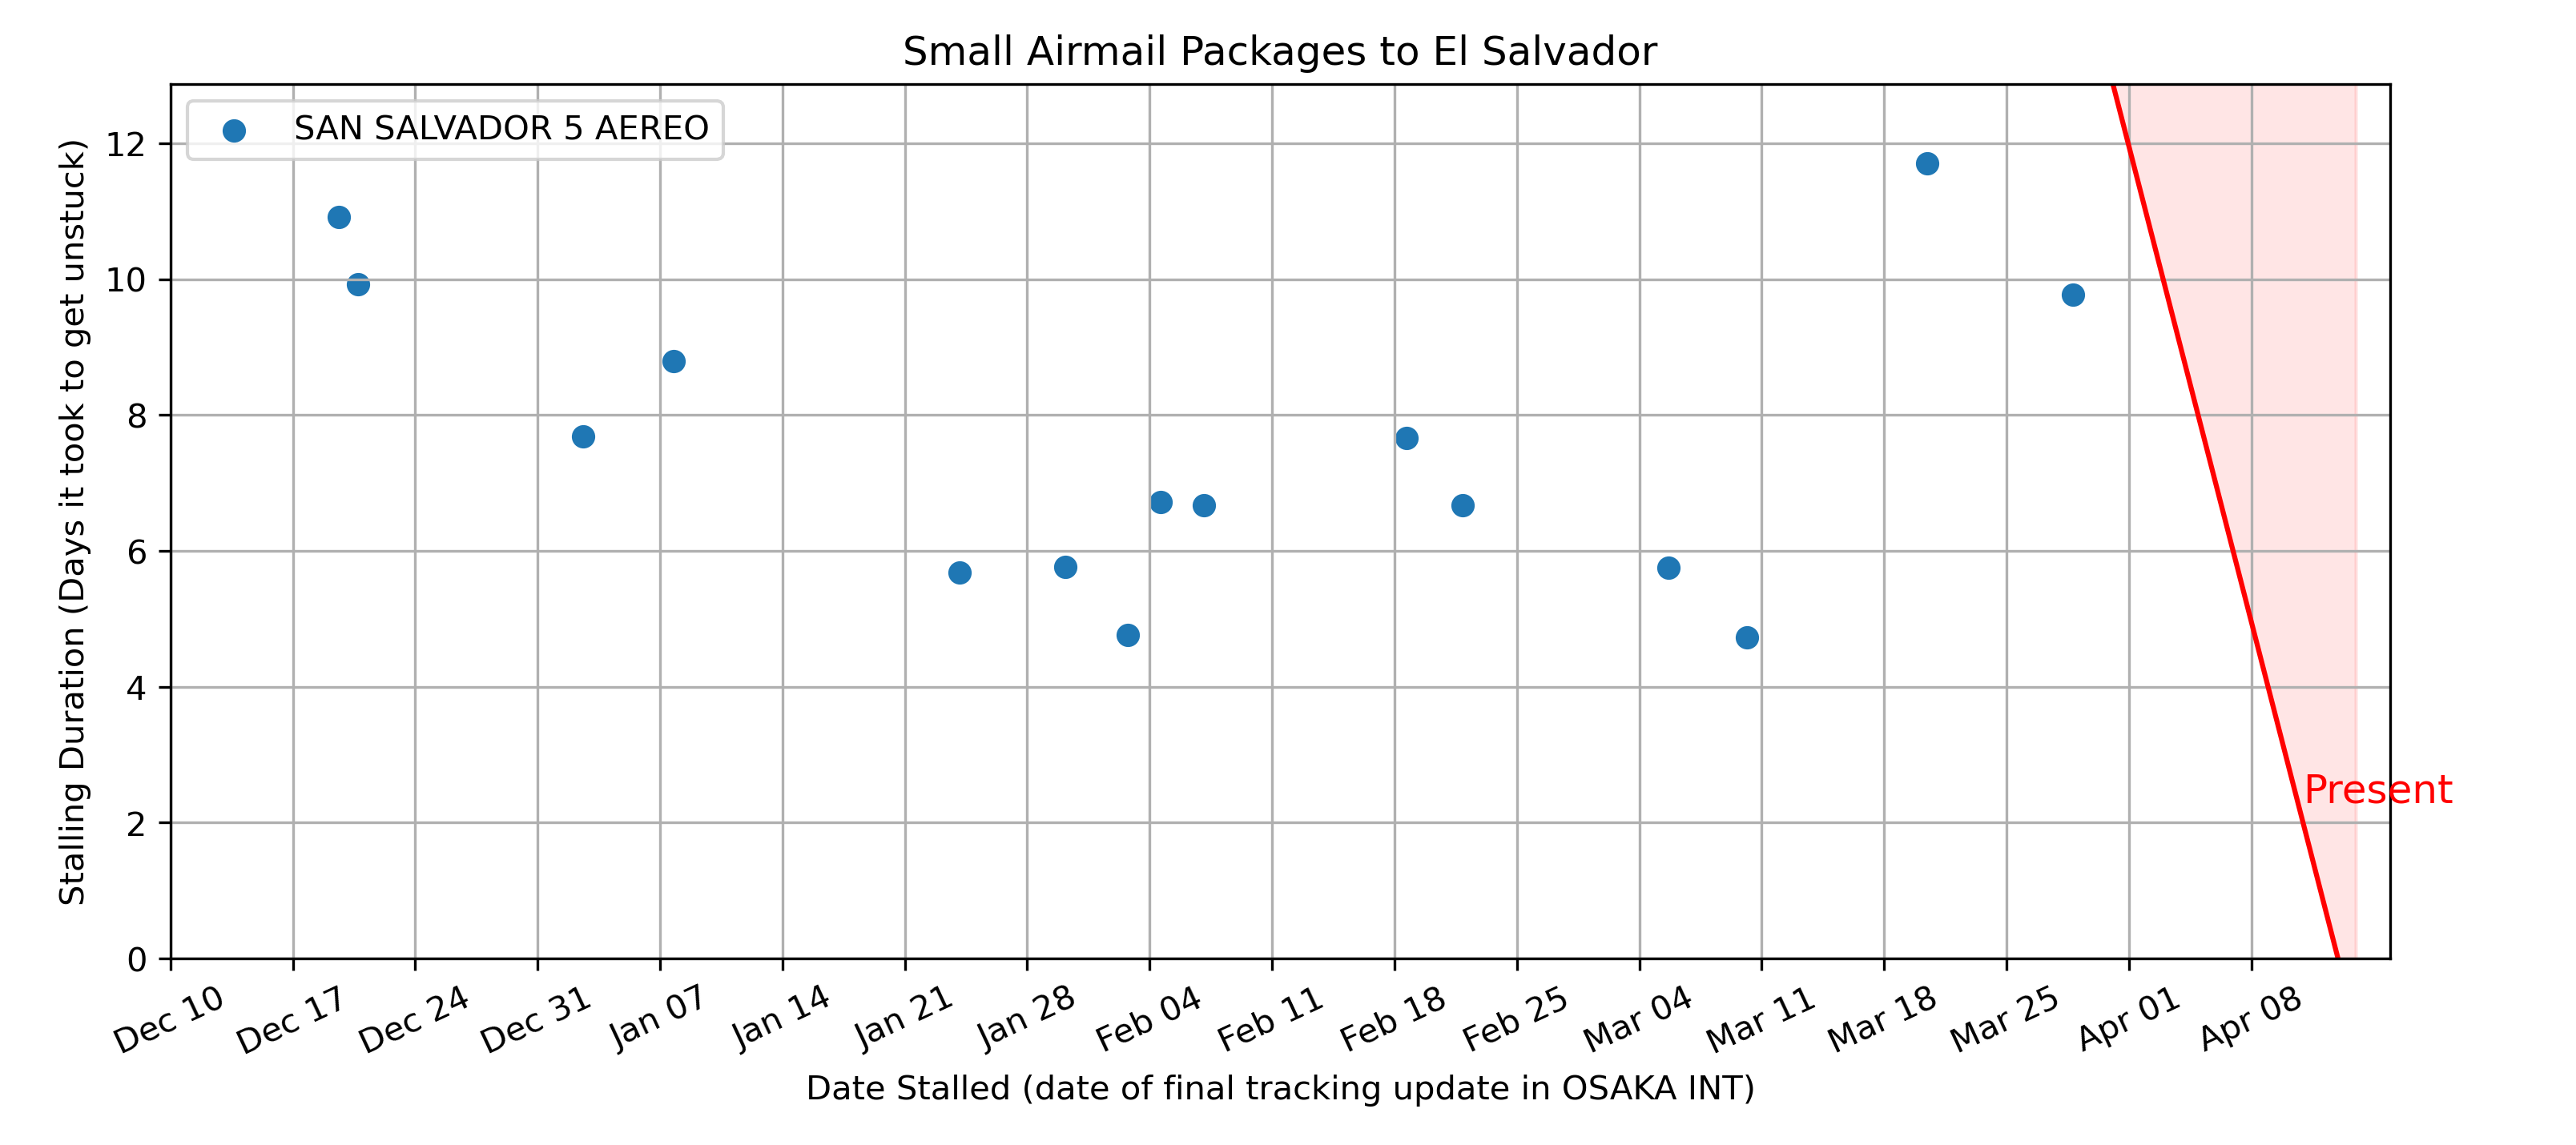 Small Airmail Packages to El Salvador
SAN SALVADOR 5 AEREO
Stalling Duration (Days it took to get unstuck)
12
10
8
6
4
2
0
Present
Dec 10
Dec 17
Dec 24
Dec 31
Jan 07
Jan 14
Jan 21
Jan 28
Feb 04
Feb 11
Feb 18
Feb 25
Mar 04
Mar 11
Mar 18
Mar 25
Apr 01
Apr 08
Date Stalled (date of final tracking update in OSAKA INT)